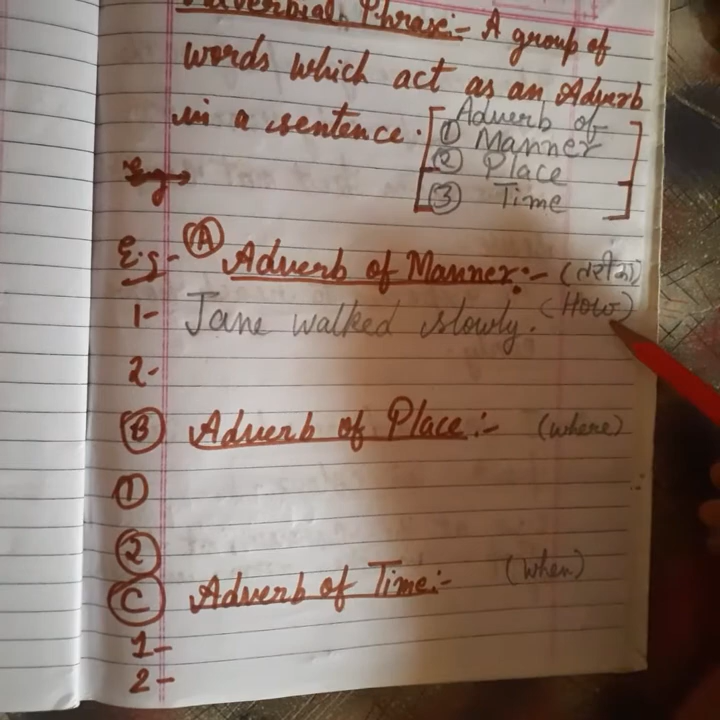 Adverbial Phrase:- A group of
words which act as an Adverb
in a sentence.
Adverb of
① Manner
② Place
③ Time
E.g- Ⓐ Adverb of Manner:- (तरीका)
1- Jane walked slowly. (How)
2-
Ⓑ Adverb of Place:- (where)
①
②
Ⓒ Adverb of Time:- (when)
1-
2-